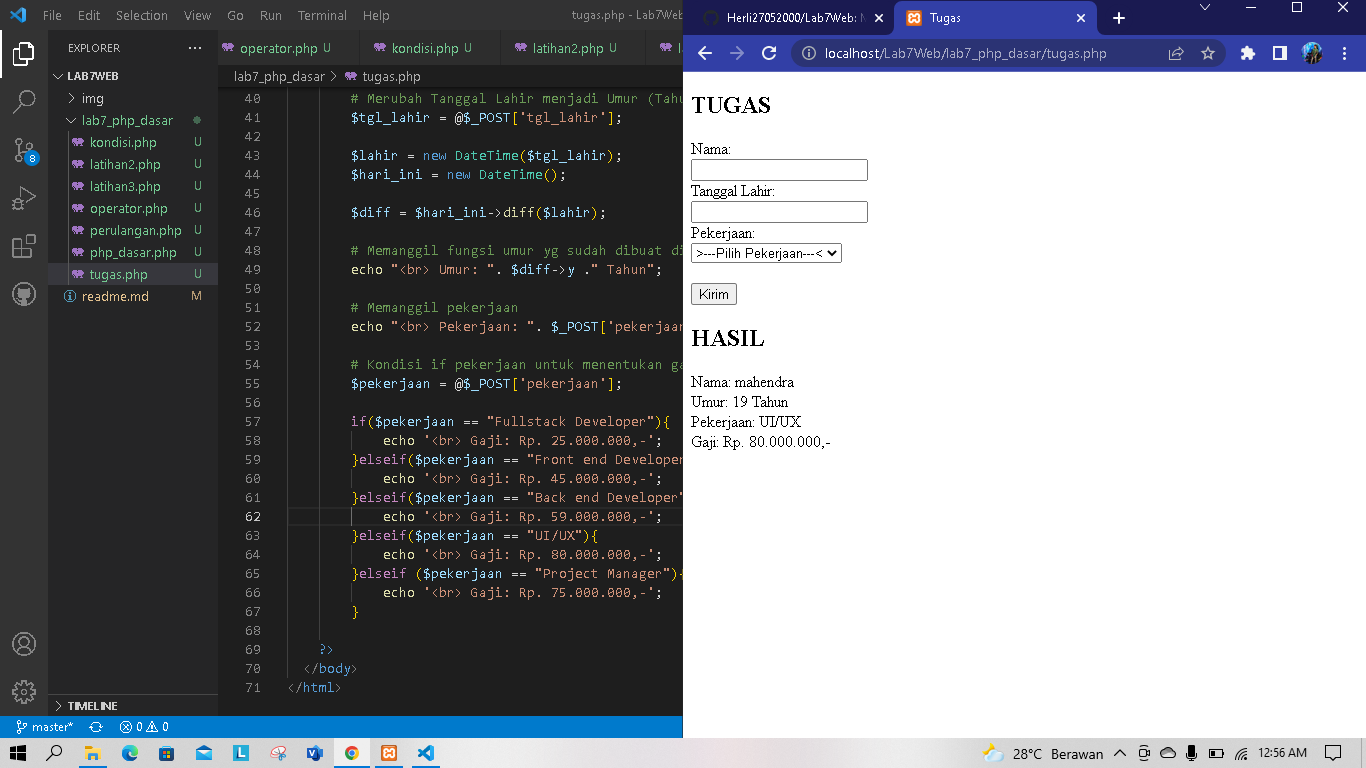 File Edit Selection View Go Run Terminal Help
tugas.php - Lab7Web
EXPLORER
LAB7WEB
img
lab7_php_dasar
kondisi.php U
latihan2.php U
latihan3.php U
operator.php U
perulangan.php U
php_dasar.php U
tugas.php U
readme.md M
TIMELINE
8
operator.php U
kondisi.php U
latihan2.php U
lab7_php_dasar > tugas.php
40 # Merubah Tanggal Lahir menjadi Umur (Tahu
41 $tgl_lahir = @$_POST['tgl_lahir'];
42
43 $lahir = new DateTime($tgl_lahir);
44 $hari_ini = new DateTime();
45
46 $diff = $hari_ini->diff($lahir);
47
48 # Memanggil fungsi umur yg sudah dibuat di
49 echo "<br> Umur: ". $diff->y ." Tahun";
50
51 # Memanggil pekerjaan
52 echo "<br> Pekerjaan: ". $_POST['pekerjaan
53
54 # Kondisi if pekerjaan untuk menentukan ga
55 $pekerjaan = @$_POST['pekerjaan'];
56
57 if($pekerjaan == "Fullstack Developer"){
58 echo '<br> Gaji: Rp. 25.000.000,-';
59 }elseif($pekerjaan == "Front end Developer
60 echo '<br> Gaji: Rp. 45.000.000,-';
61 }elseif($pekerjaan == "Back end Developer"
62 echo '<br> Gaji: Rp. 59.000.000,-';
63 }elseif($pekerjaan == "UI/UX"){
64 echo '<br> Gaji: Rp. 80.000.000,-';
65 }elseif ($pekerjaan == "Project Manager"){
66 echo '<br> Gaji: Rp. 75.000.000,-';
67 }
68
69 ?>
70 </body>
71 </html>
master* 0 0
Herli27052000/Lab7Web: M
Tugas
localhost/Lab7Web/lab7_php_dasar/tugas.php
TUGAS
Nama:
Tanggal Lahir:
Pekerjaan:
>---Pilih Pekerjaan---<
Kirim
HASIL
Nama: mahendra
Umur: 19 Tahun
Pekerjaan: UI/UX
Gaji: Rp. 80.000.000,-
28°C Berawan 12:56 AM